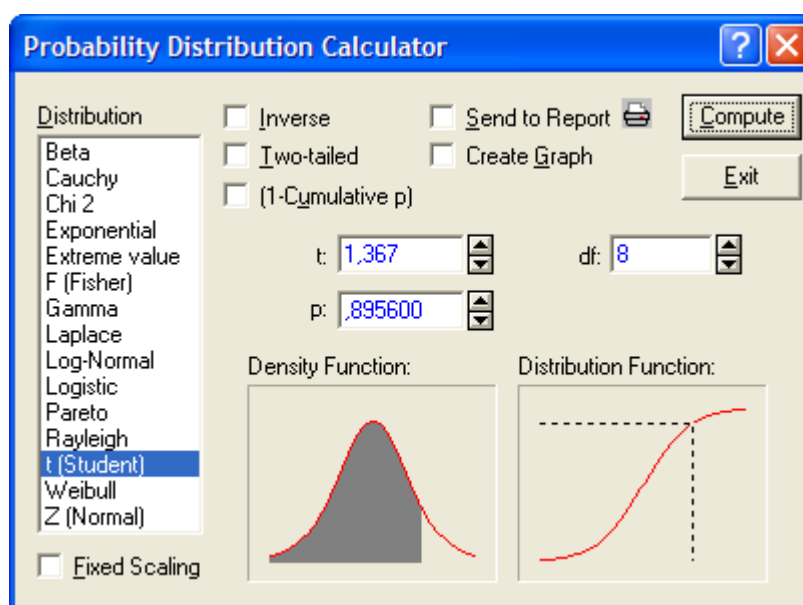 Probability Distribution Calculator
Distribution
Beta
Cauchy
Chi 2
Exponential
Extreme value
F (Fisher)
Gamma
Laplace
Log-Normal
Logistic
Pareto
Rayleigh
t (Student)
Weibull
Z (Normal)
Fixed Scaling
Inverse
Two-tailed
(1-Cumulative p)
Send to Report
Create Graph
Compute
Exit
t: 1,367
df: 8
p: ,895600
Density Function:
Distribution Function: